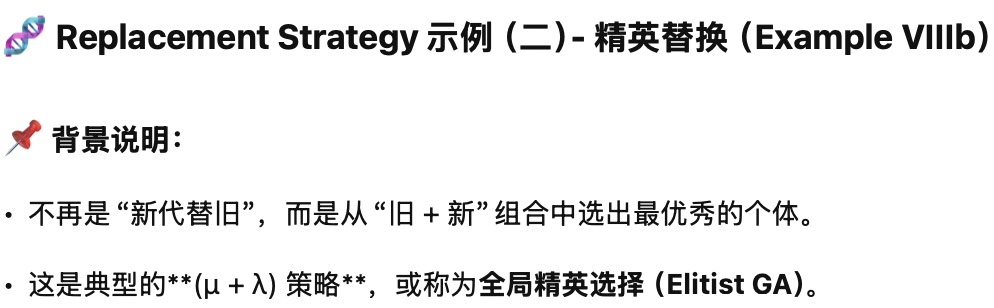 🧬 Replacement Strategy 示例（二）- 精英替换（Example VIIIb）
📌 背景说明：
• 不再是“新代替旧”，而是从“旧 + 新”组合中选出最优秀的个体。
• 这是典型的**(μ + λ) 策略**，或称为全局精英选择（Elitist GA）。